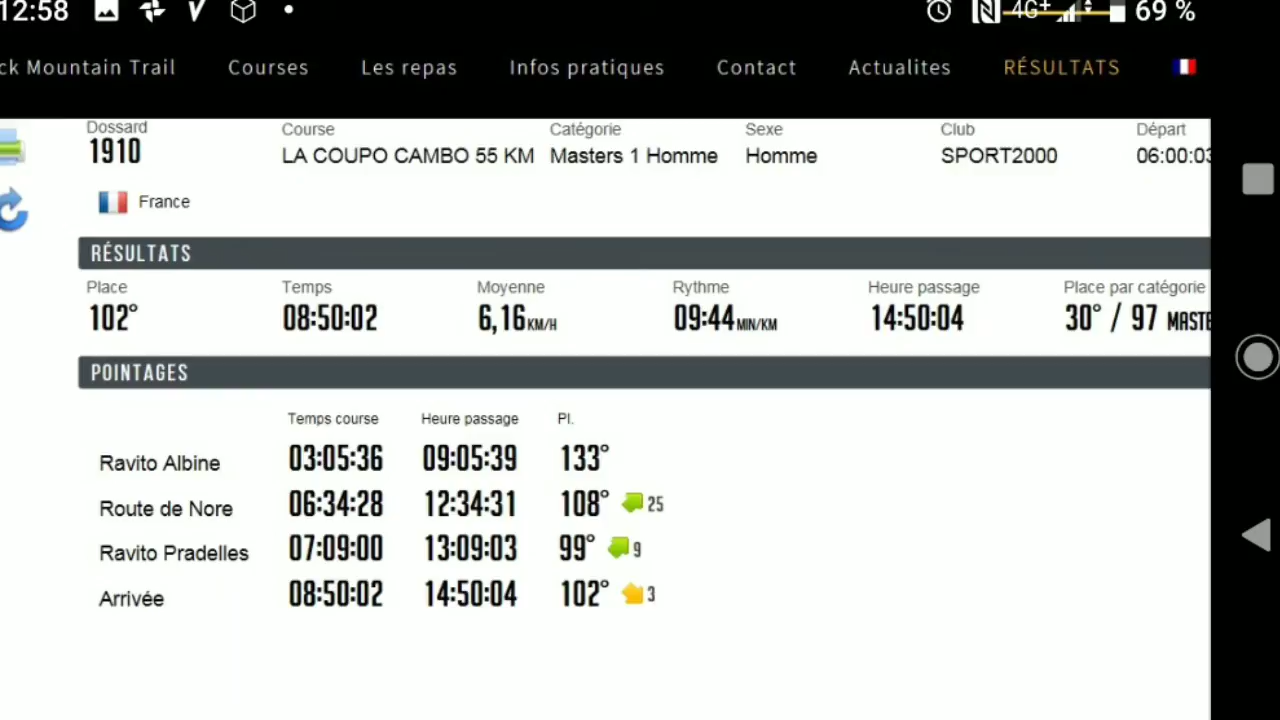 12:58 4G+ 69 %
ck Mountain Trail Courses Les repas Infos pratiques Contact Actualites RÉSULTATS
Dossard Course Catégorie Sexe Club Départ
1910 LA COUPO CAMBO 55 KM Masters 1 Homme Homme SPORT2000 06:00:03
France
RÉSULTATS
Place Temps Moyenne Rythme Heure passage Place par catégorie
102° 08:50:02 6,16 KM/H 09:44 MIN/KM 14:50:04 30° / 97 MASTE
POINTAGES
Temps course Heure passage Pl.
Ravito Albine 03:05:36 09:05:39 133°
Route de Nore 06:34:28 12:34:31 108° 25
Ravito Pradelles 07:09:00 13:09:03 99° 9
Arrivée 08:50:02 14:50:04 102° 3